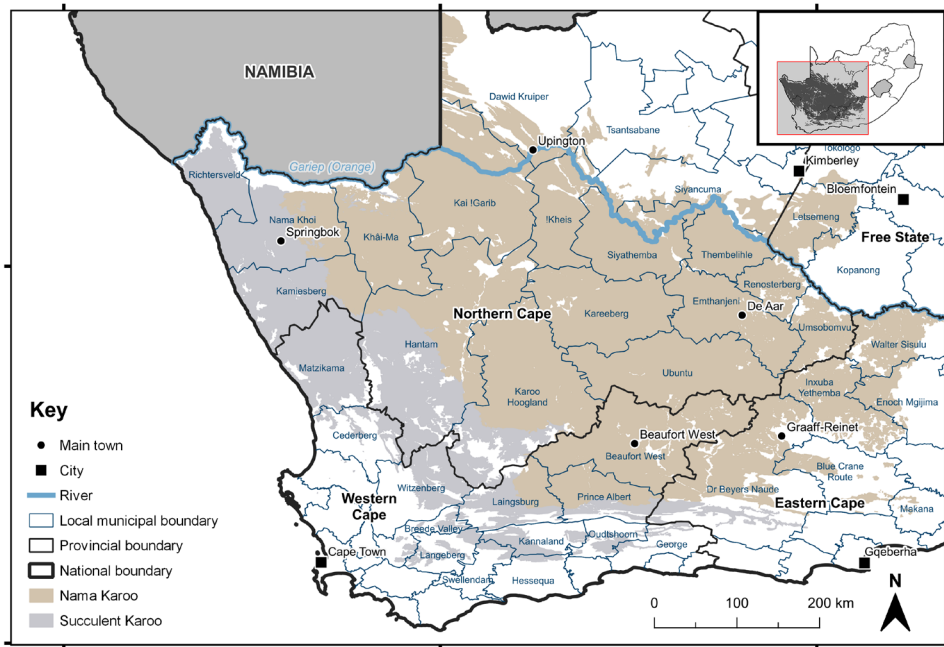 NAMIBIA
Dawid Kruiper
Tsantsabane
Upington
Tokologo
Kimberley
Gariep (Orange)
Richtersveld
Siyancuma
Bloemfontein
Kai !Garib
!Kheis
Letsemeng
Nama Khoi
Springbok
Khâi-Ma
Free State
Siyathemba
Thembelihle
Kopanong
Kamiesberg
Renosterberg
Northern Cape
Kareeberg
Emthanjeni
De Aar
Umsobomvu
Hantam
Walter Sisulu
Matzikama
Ubuntu
Inxuba
Yethemba
Karoo
Hoogland
Enoch Mgijima
Key
Cederberg
Beaufort West
Graaff-Reinet
Main town
Beaufort West
City
Blue Crane
Route
River
Witzenberg
Dr Beyers Naude
Western
Cape
Laingsburg
Prince Albert
Eastern Cape
Makana
Local municipal boundary
Breede Valley
Oudtshoorn
Provincial boundary
Kannaland
George
Cape Town
Langeberg
Gqeberha
National boundary
Swellendam
Hessequa
N
Nama Karoo
0 100 200 km
Succulent Karoo